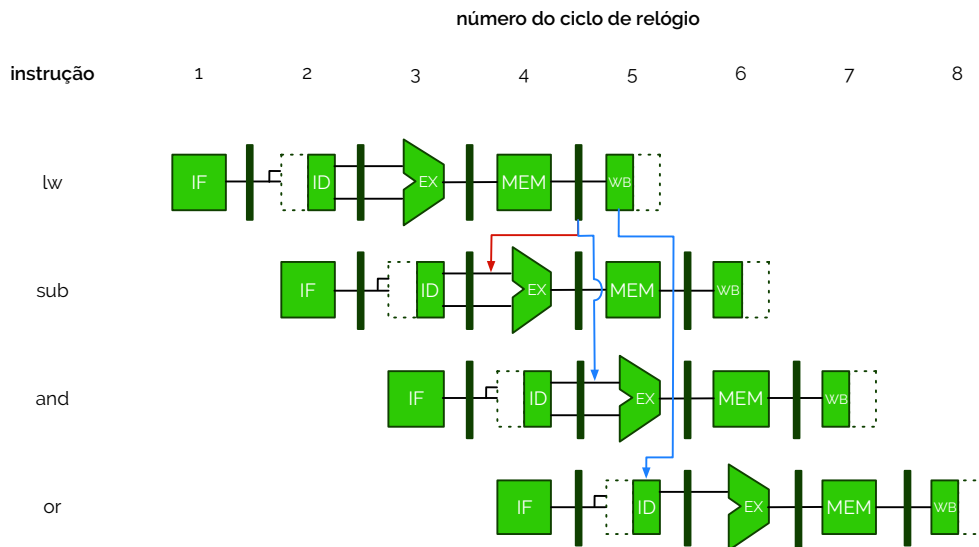 número do ciclo de relógio
instrução 1 2 3 4 5 6 7 8
lw IF ID EX MEM WB
sub IF ID EX MEM WB
and IF ID EX MEM WB
or IF ID EX MEM WB